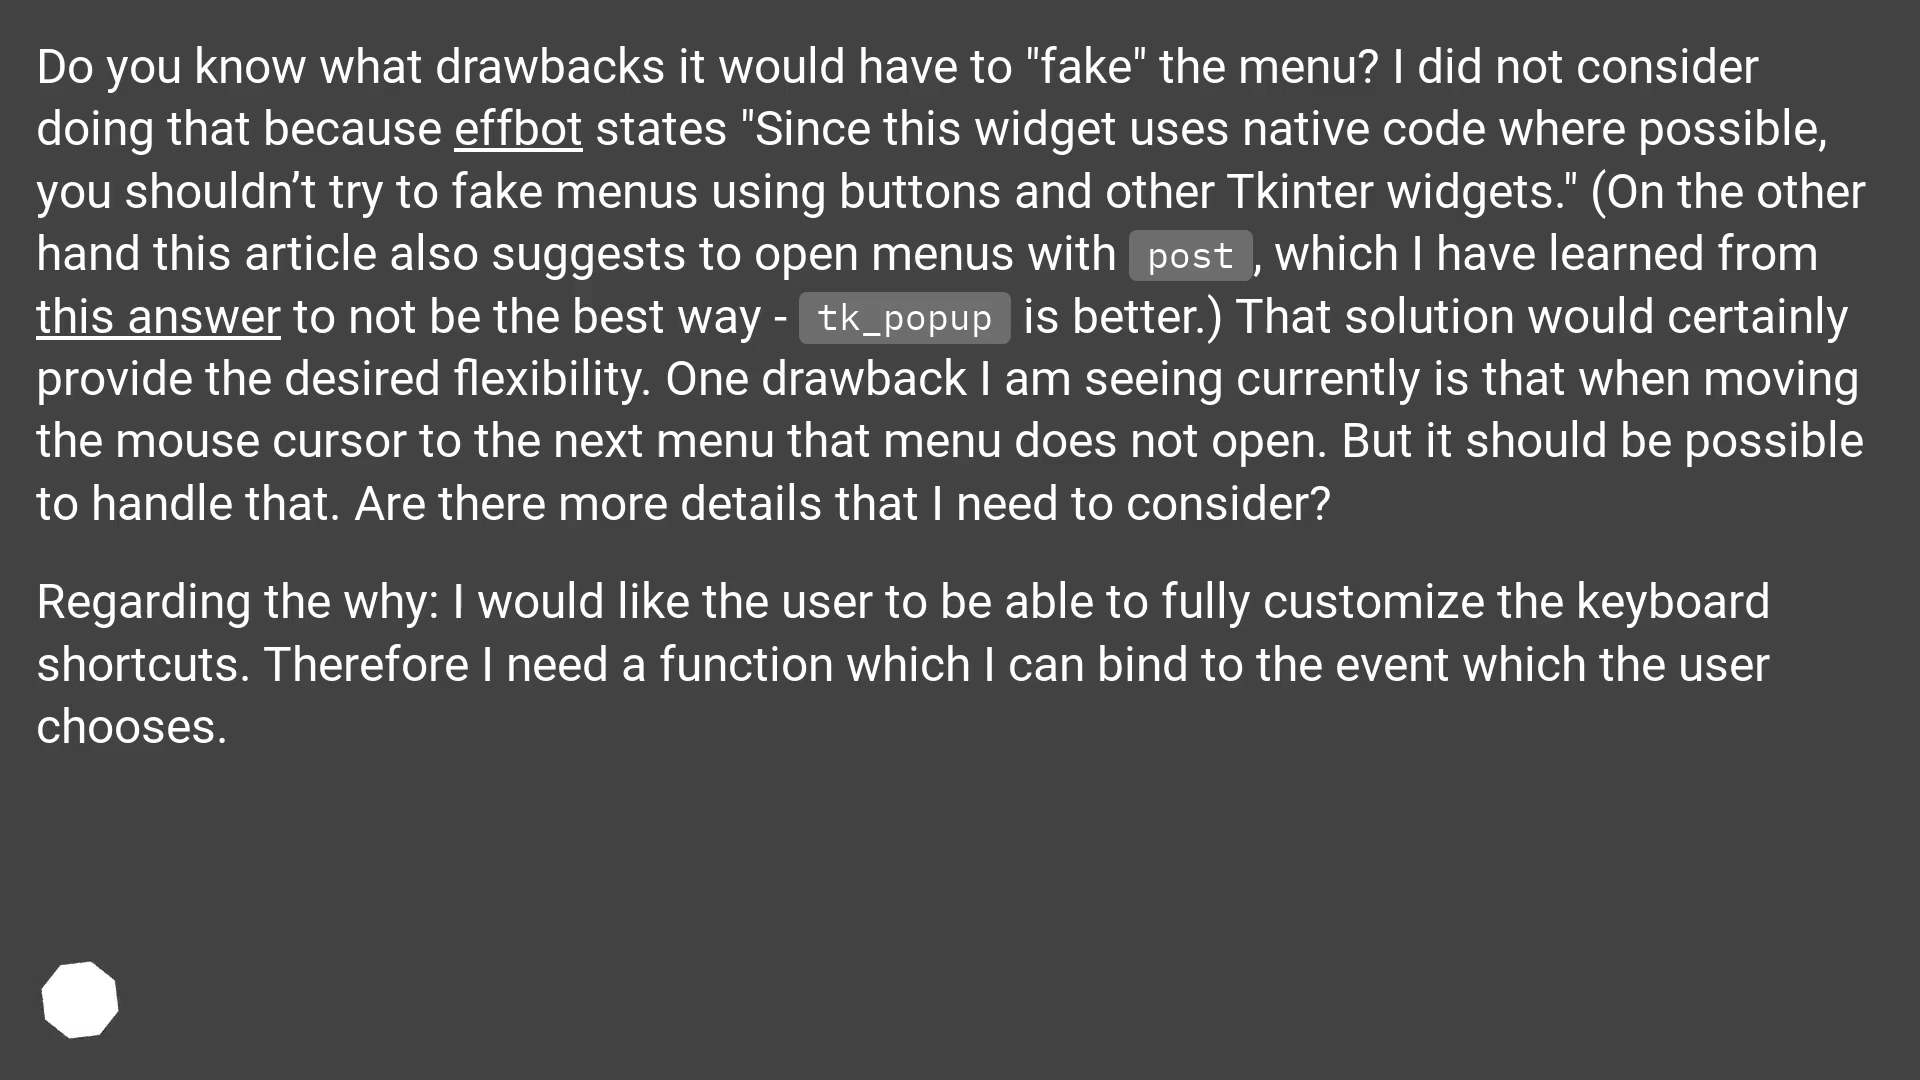 Do you know what drawbacks it would have to "fake" the menu? I did not consider
doing that because effbot states "Since this widget uses native code where possible,
you shouldn’t try to fake menus using buttons and other Tkinter widgets." (On the other
hand this article also suggests to open menus with post, which I have learned from
this answer to not be the best way - tk_popup is better.) That solution would certainly
provide the desired flexibility. One drawback I am seeing currently is that when moving
the mouse cursor to the next menu that menu does not open. But it should be possible
to handle that. Are there more details that I need to consider?
Regarding the why: I would like the user to be able to fully customize the keyboard
shortcuts. Therefore I need a function which I can bind to the event which the user
chooses.